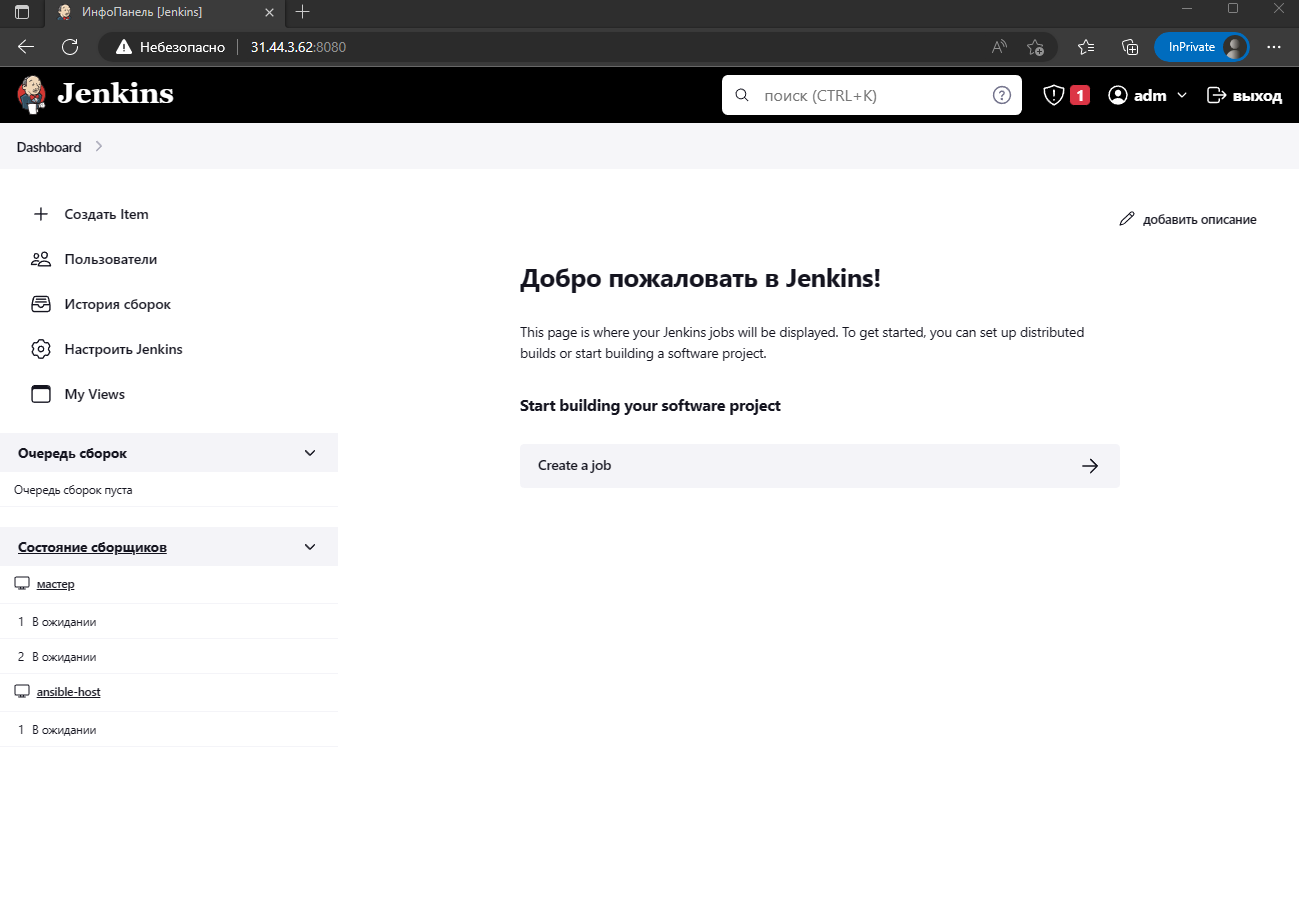 ИнфоПанель [Jenkins]
Небезопасно 31.44.3.62:8080 InPrivate
Jenkins поиск (CTRL+K) 1 adm выход
Dashboard
Создать Item
добавить описание
Пользователи
История сборок
Настроить Jenkins
My Views
Очередь сборок
Очередь сборок пуста
Состояние сборщиков
мастер
1 В ожидании
2 В ожидании
ansible-host
1 В ожидании
Добро пожаловать в Jenkins!
This page is where your Jenkins jobs will be displayed. To get started, you can set up distributed
builds or start building a software project.
Start building your software project
Create a job